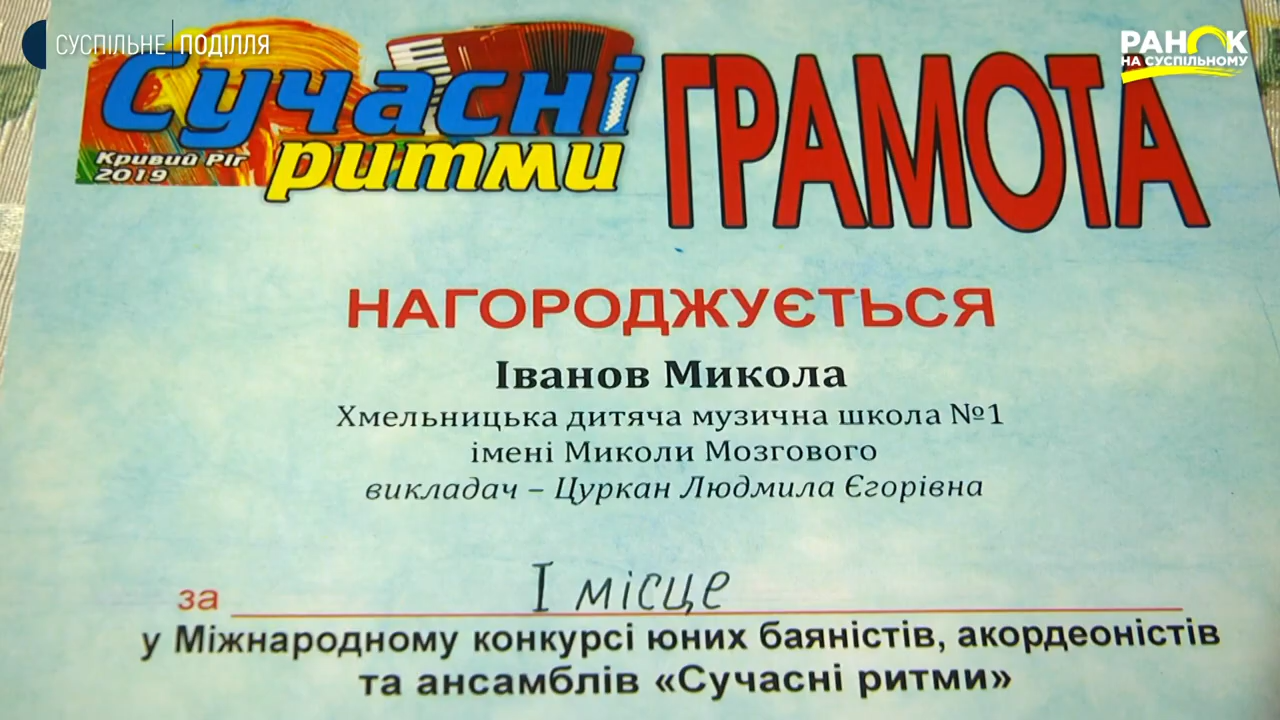 СУСПІЛЬНЕ ПОДІЛЛЯ
РАНОК
НА СУСПІЛЬНОМУ
Сучасні
ритми
Кривий Ріг
2019
ГРАМОТА
НАГОРОДЖУЄТЬСЯ
Іванов Микола
Хмельницька дитяча музична школа №1
імені Миколи Мозгового
викладач – Цуркан Людмила Єгорівна
за І місце
у Міжнародному конкурсі юних баяністів, акордеоністів
та ансамблів «Сучасні ритми»